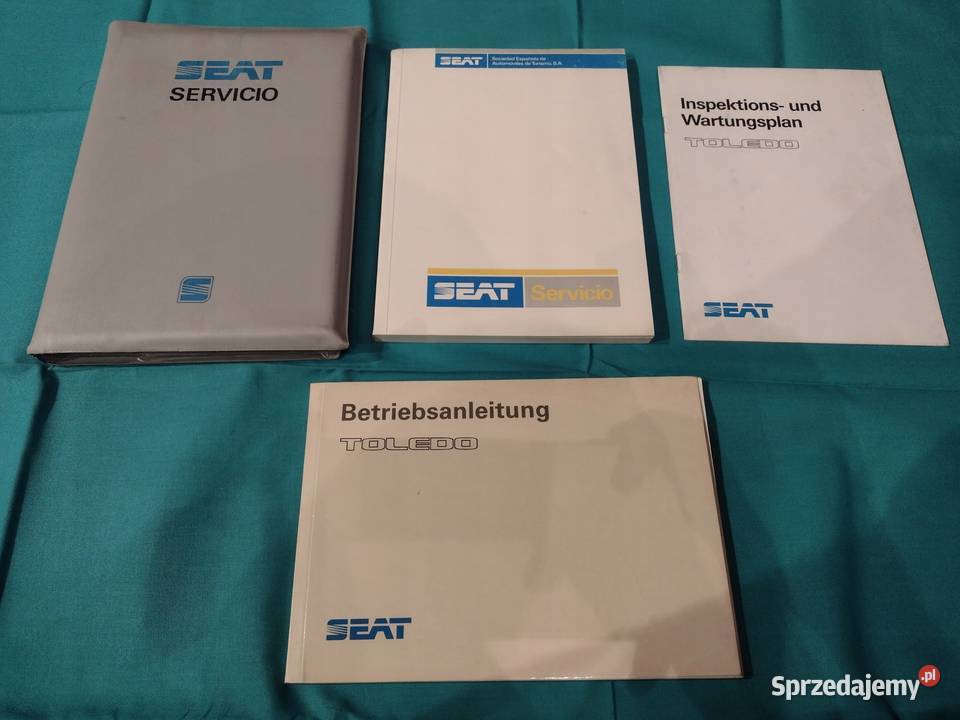 SEAT
SERVICIO
SEAT
Sociedad Española de
Automóviles de Turismo, S.A.
SEAT Servicio
Inspektions- und
Wartungsplan
TOLEDO
SEAT
Betriebsanleitung
TOLEDO
SEAT
Sprzedajemy.pl